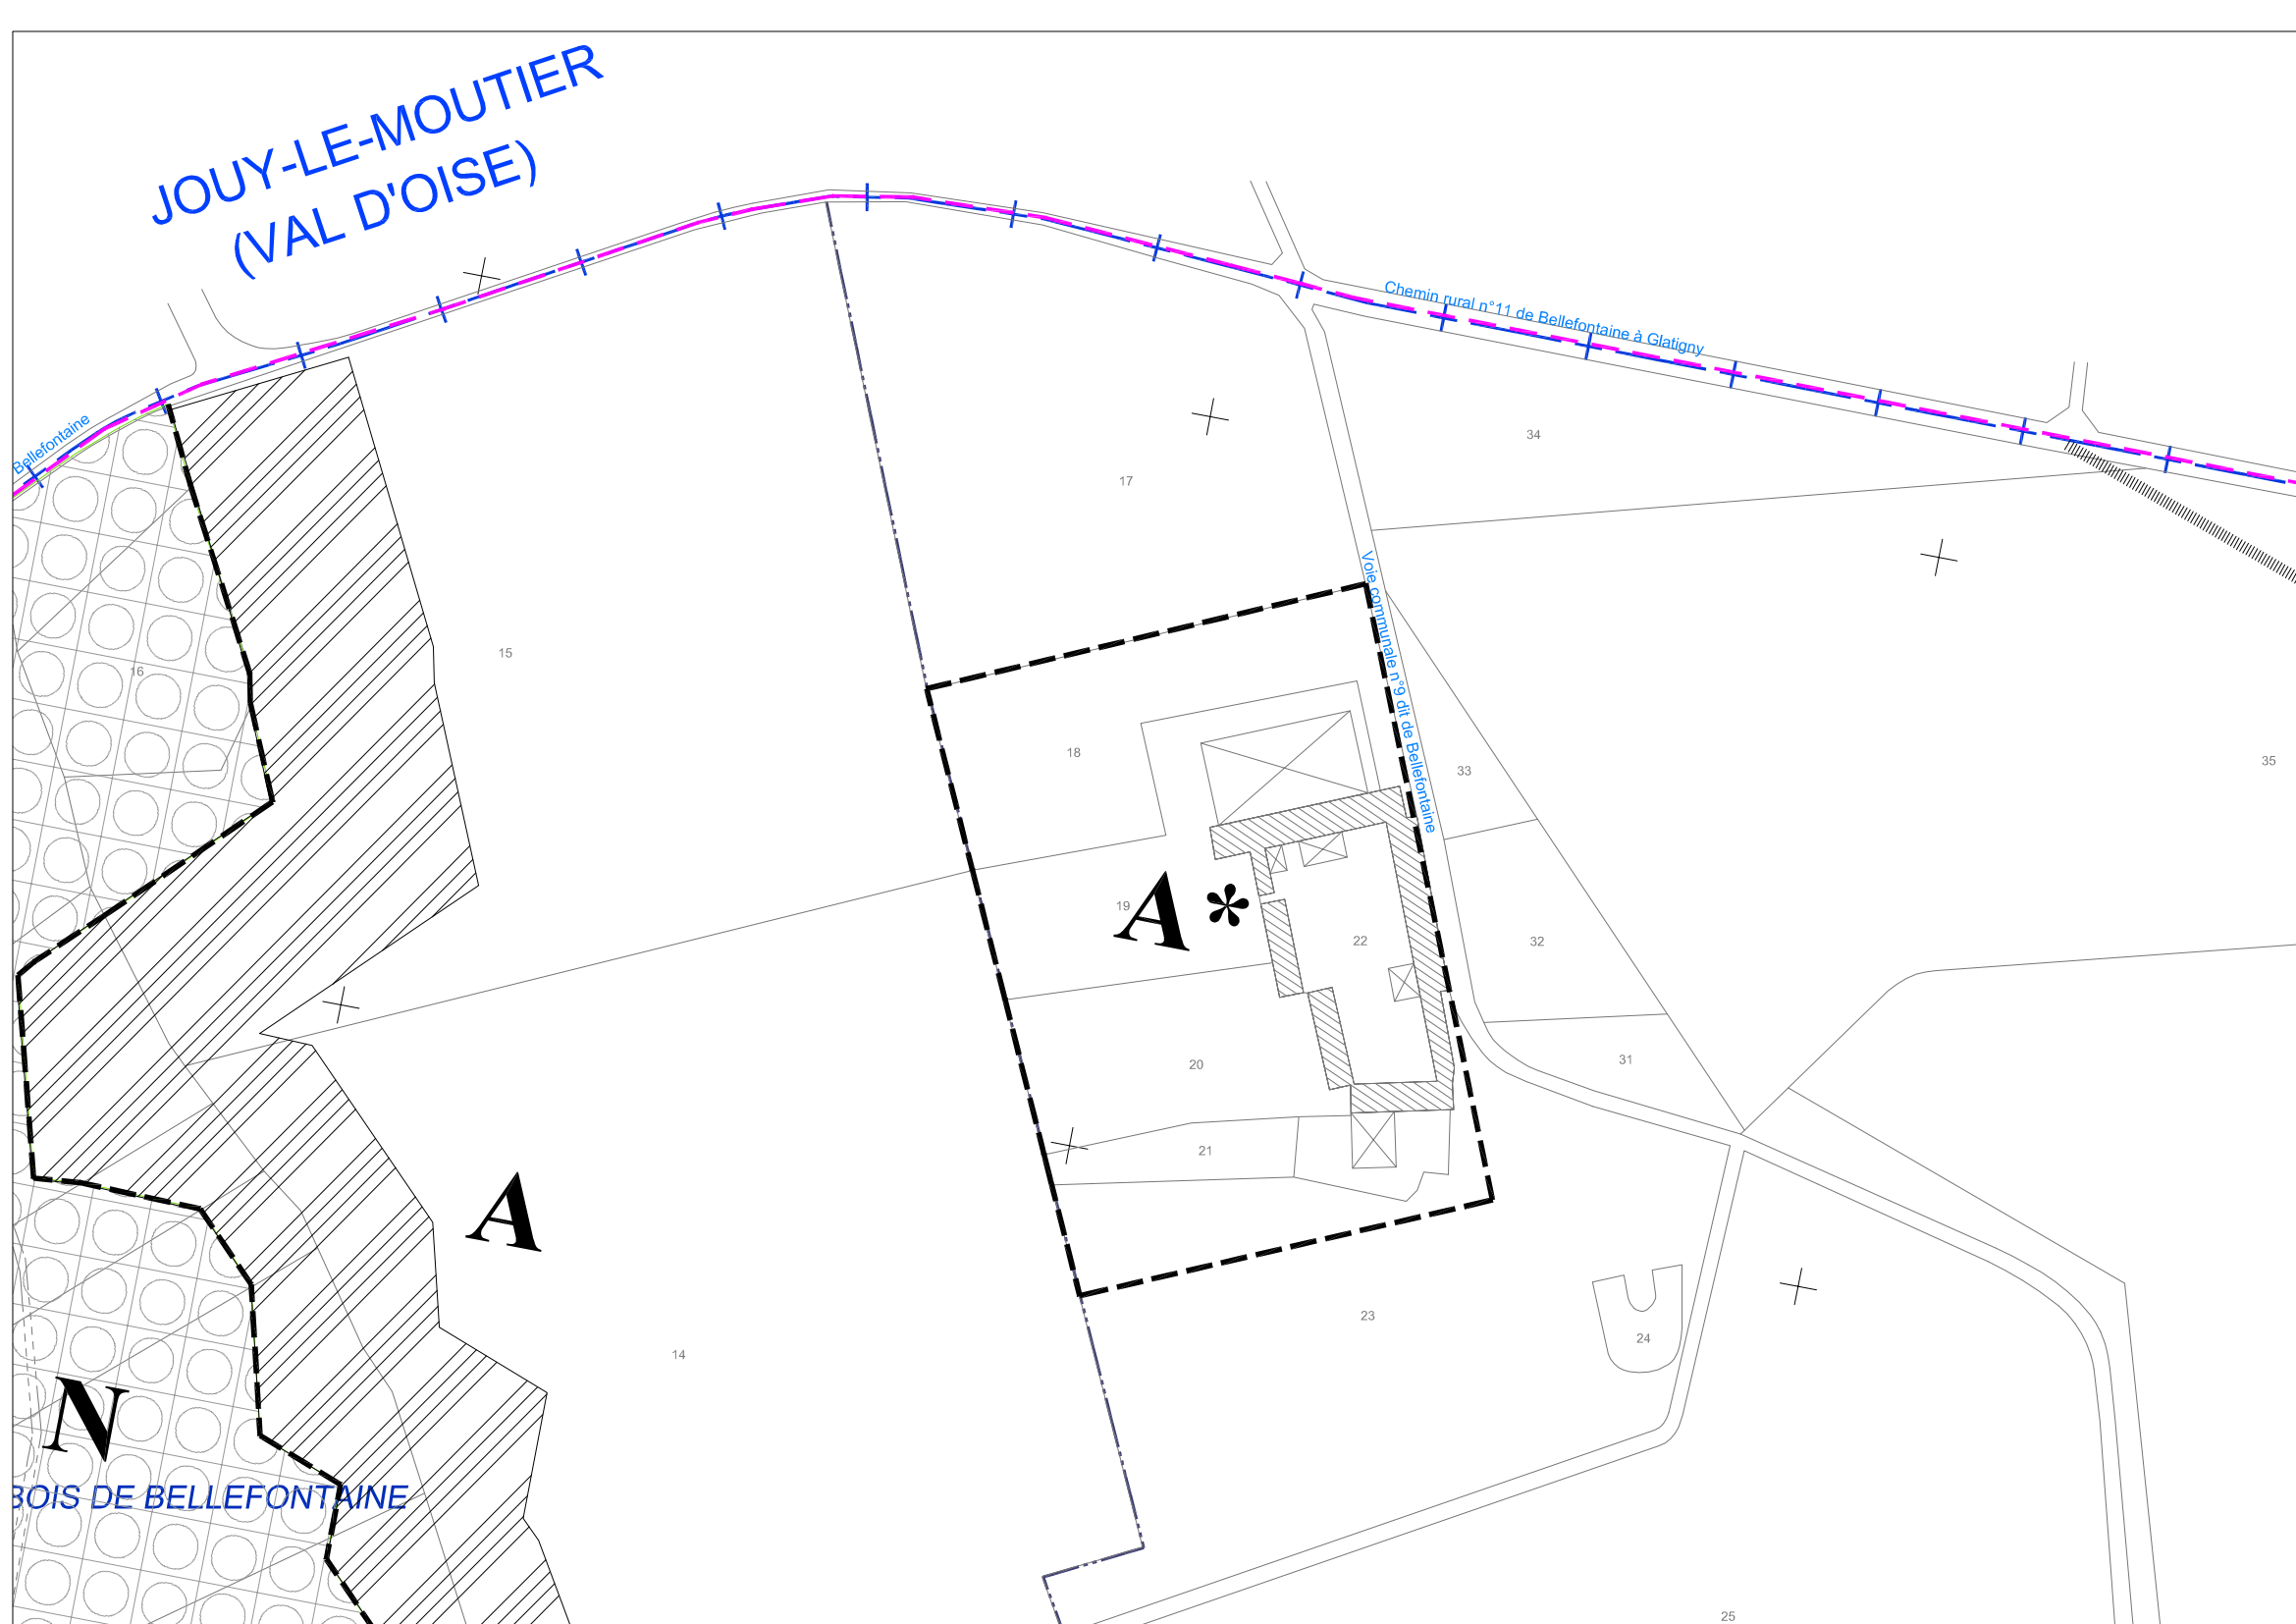 JOUY-LE-MOUTIER
(VAL D'OISE)
Chemin rural n°11 de Bellefontaine à Glatigny
Bellefontaine
34
17
Voie communale n°9 dit de Bellefontaine
15
16
18
33
35
19
A*
22
32
20
31
21
A
23
24
14
N
BOIS DE BELLEFONTAINE
25